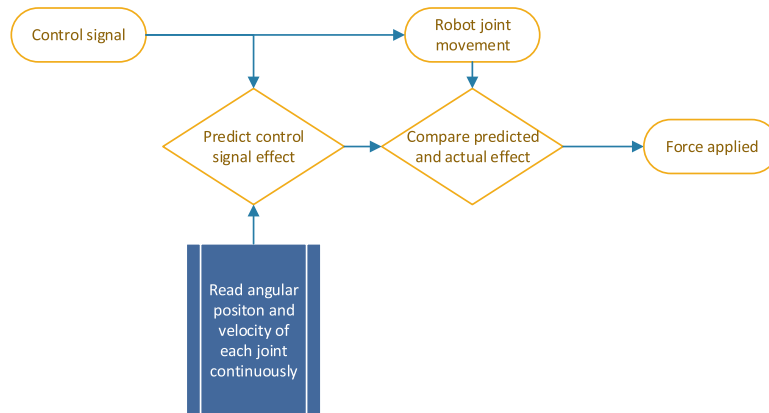 Control signal
Robot joint
movement
Predict control
signal effect
Compare predicted
and actual effect
Force applied
Read angular
positon and
velocity of
each joint
continuously